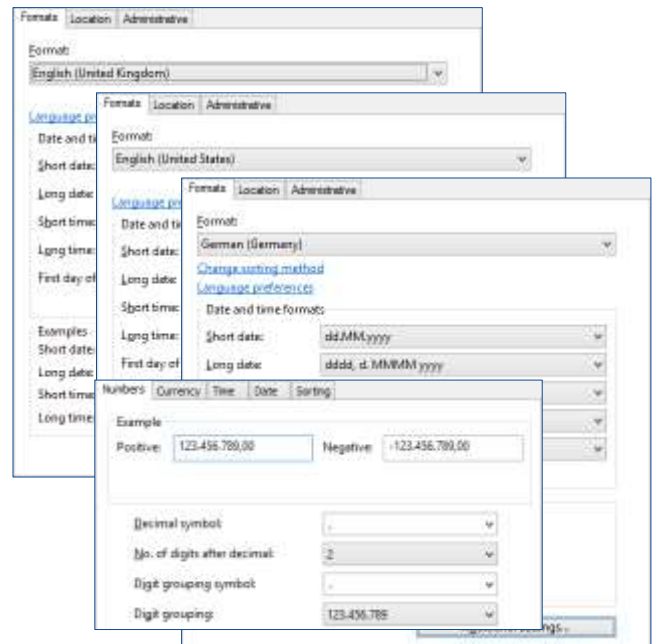 Formats Location Administrative
Format:
English (United Kingdom)
Language pr
Date and ti
Short date:
Long date:
Short time:
Long time:
First day of
Examples
Short date:
Long date:
Short time:
Long time:
Formats Location Administrative
Format:
English (United States)
Language pr
Date and ti
Short date:
Long date:
Short time:
Long time:
First day of
Formats Location Administrative
Format:
German (Germany)
Change sorting method
Language preferences
Date and time formats
Short date: dd.MM.yyyy
Long date: dddd, d. MMMM yyyy
Numbers Currency Time Date Sorting
Example
Positive: 123.456.789,00 Negative: -123.456.789,00
Decimal symbol:
No. of digits after decimal: 2
Digit grouping symbol: .
Digit grouping: 123.456.789